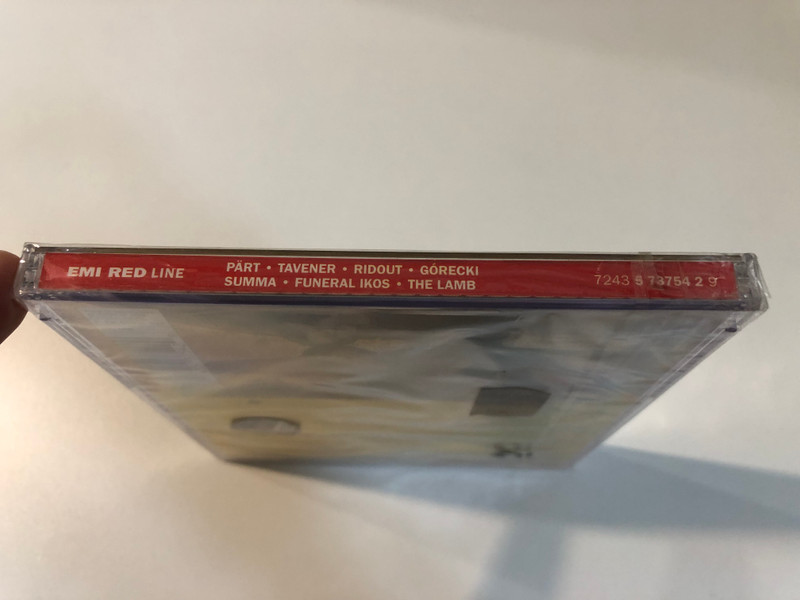 EMI RED LINE
PÄRT • TAVENER • RIDOUT • GÓRECKI
SUMMA • FUNERAL IKOS • THE LAMB
7243 5 73754 2 9